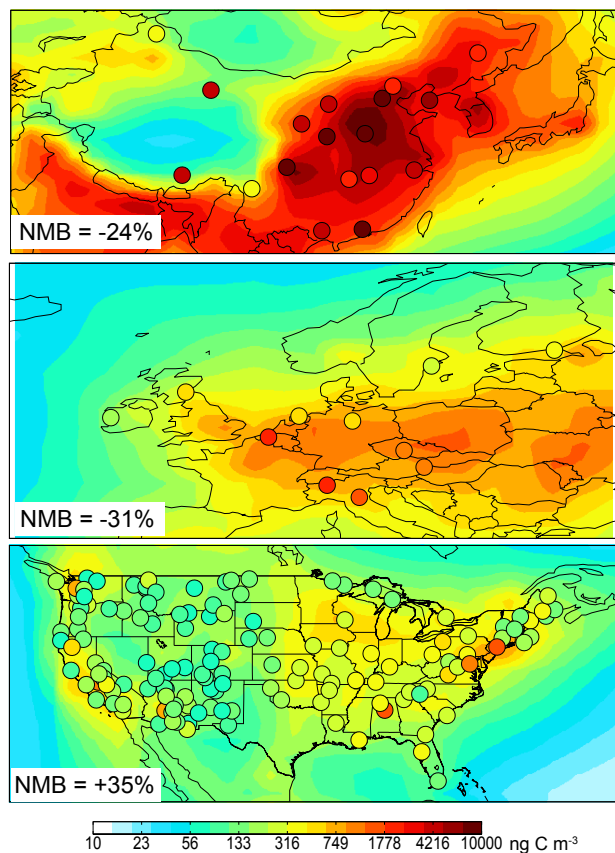 NMB = -24%
NMB = -31%
NMB = +35%
10 23 56 133 316 749 1778 4216 10000 ng C m⁻³